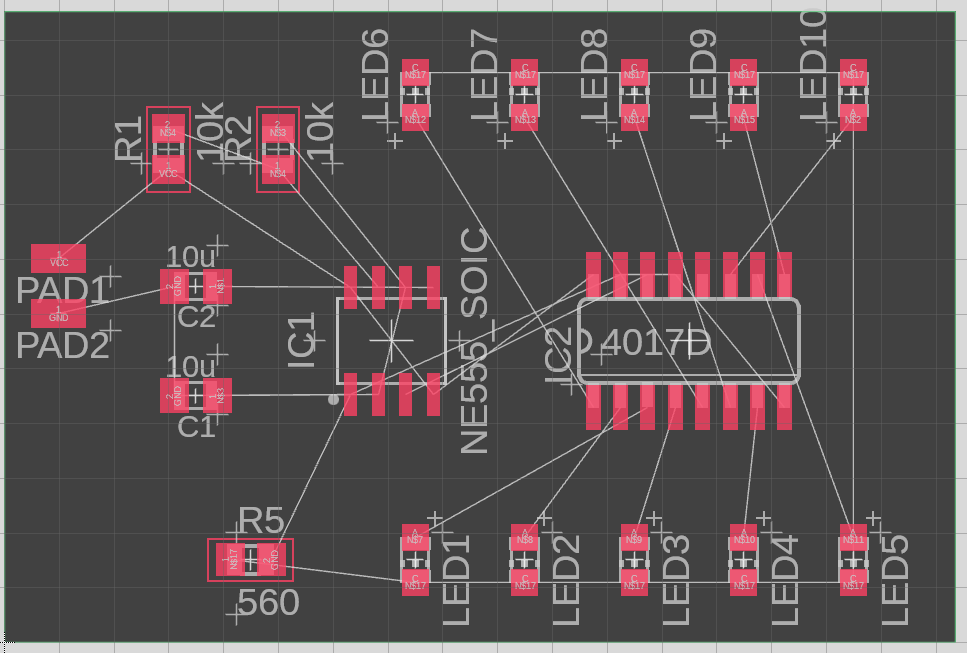 LED6
LED7
LED8
LED9
LED10
C
N$17
C
N$17
C
N$17
C
N$17
C
N$17
A
N$12
A
N$13
A
N$14
A
N$15
A
N$2
R1
2
N$4
1
VCC
10k
R2
2
N$3
1
N$4
10k
VCC
PAD1
1
GND
PAD2
10u
2
GND
1
N$1
C2
10u
2
GND
1
N$3
C1
IC1
NE555_SOIC
IC2
4017D
R5
1
N$17
2
GND
560
N$7
C
N$17
LED1
A
N$8
C
N$17
LED2
A
N$9
C
N$17
LED3
A
N$10
C
N$17
LED4
A
N$11
C
N$17
LED5